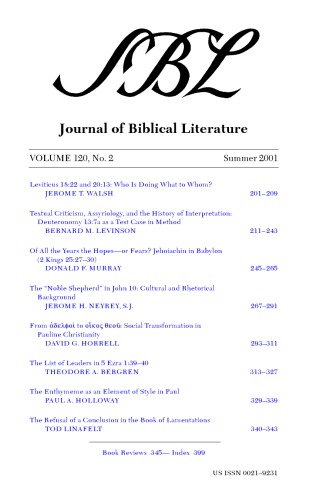 SBL
Journal of Biblical Literature
VOLUME 120, No. 2 Summer 2001
Leviticus 18:22 and 20:13: Who Is Doing What to Whom?
JEROME T. WALSH 201–209
Textual Criticism, Assyriology, and the History of Interpretation:
Deuteronomy 13:7a as a Test Case in Method
BERNARD M. LEVINSON 211–243
Of All the Years the Hopes—or Fears? Jehoiachin in Babylon
(2 Kings 25:27–30)
DONALD F. MURRAY 245–265
The "Noble Shepherd" in John 10: Cultural and Rhetorical
Background
JEROME H. NEYREY, S.J. 267–291
From ἀδελφοί to οἶκος θεοῦ: Social Transformation in
Pauline Christianity
DAVID G. HORRELL 293–311
The List of Leaders in 5 Ezra 1:39–40
THEODORE A. BERGREN 313–327
The Enthymeme as an Element of Style in Paul
PAUL A. HOLLOWAY 329–339
The Refusal of a Conclusion in the Book of Lamentations
TOD LINAFELT 340–343
Book Reviews 345— Index 399
US ISSN 0021–9231